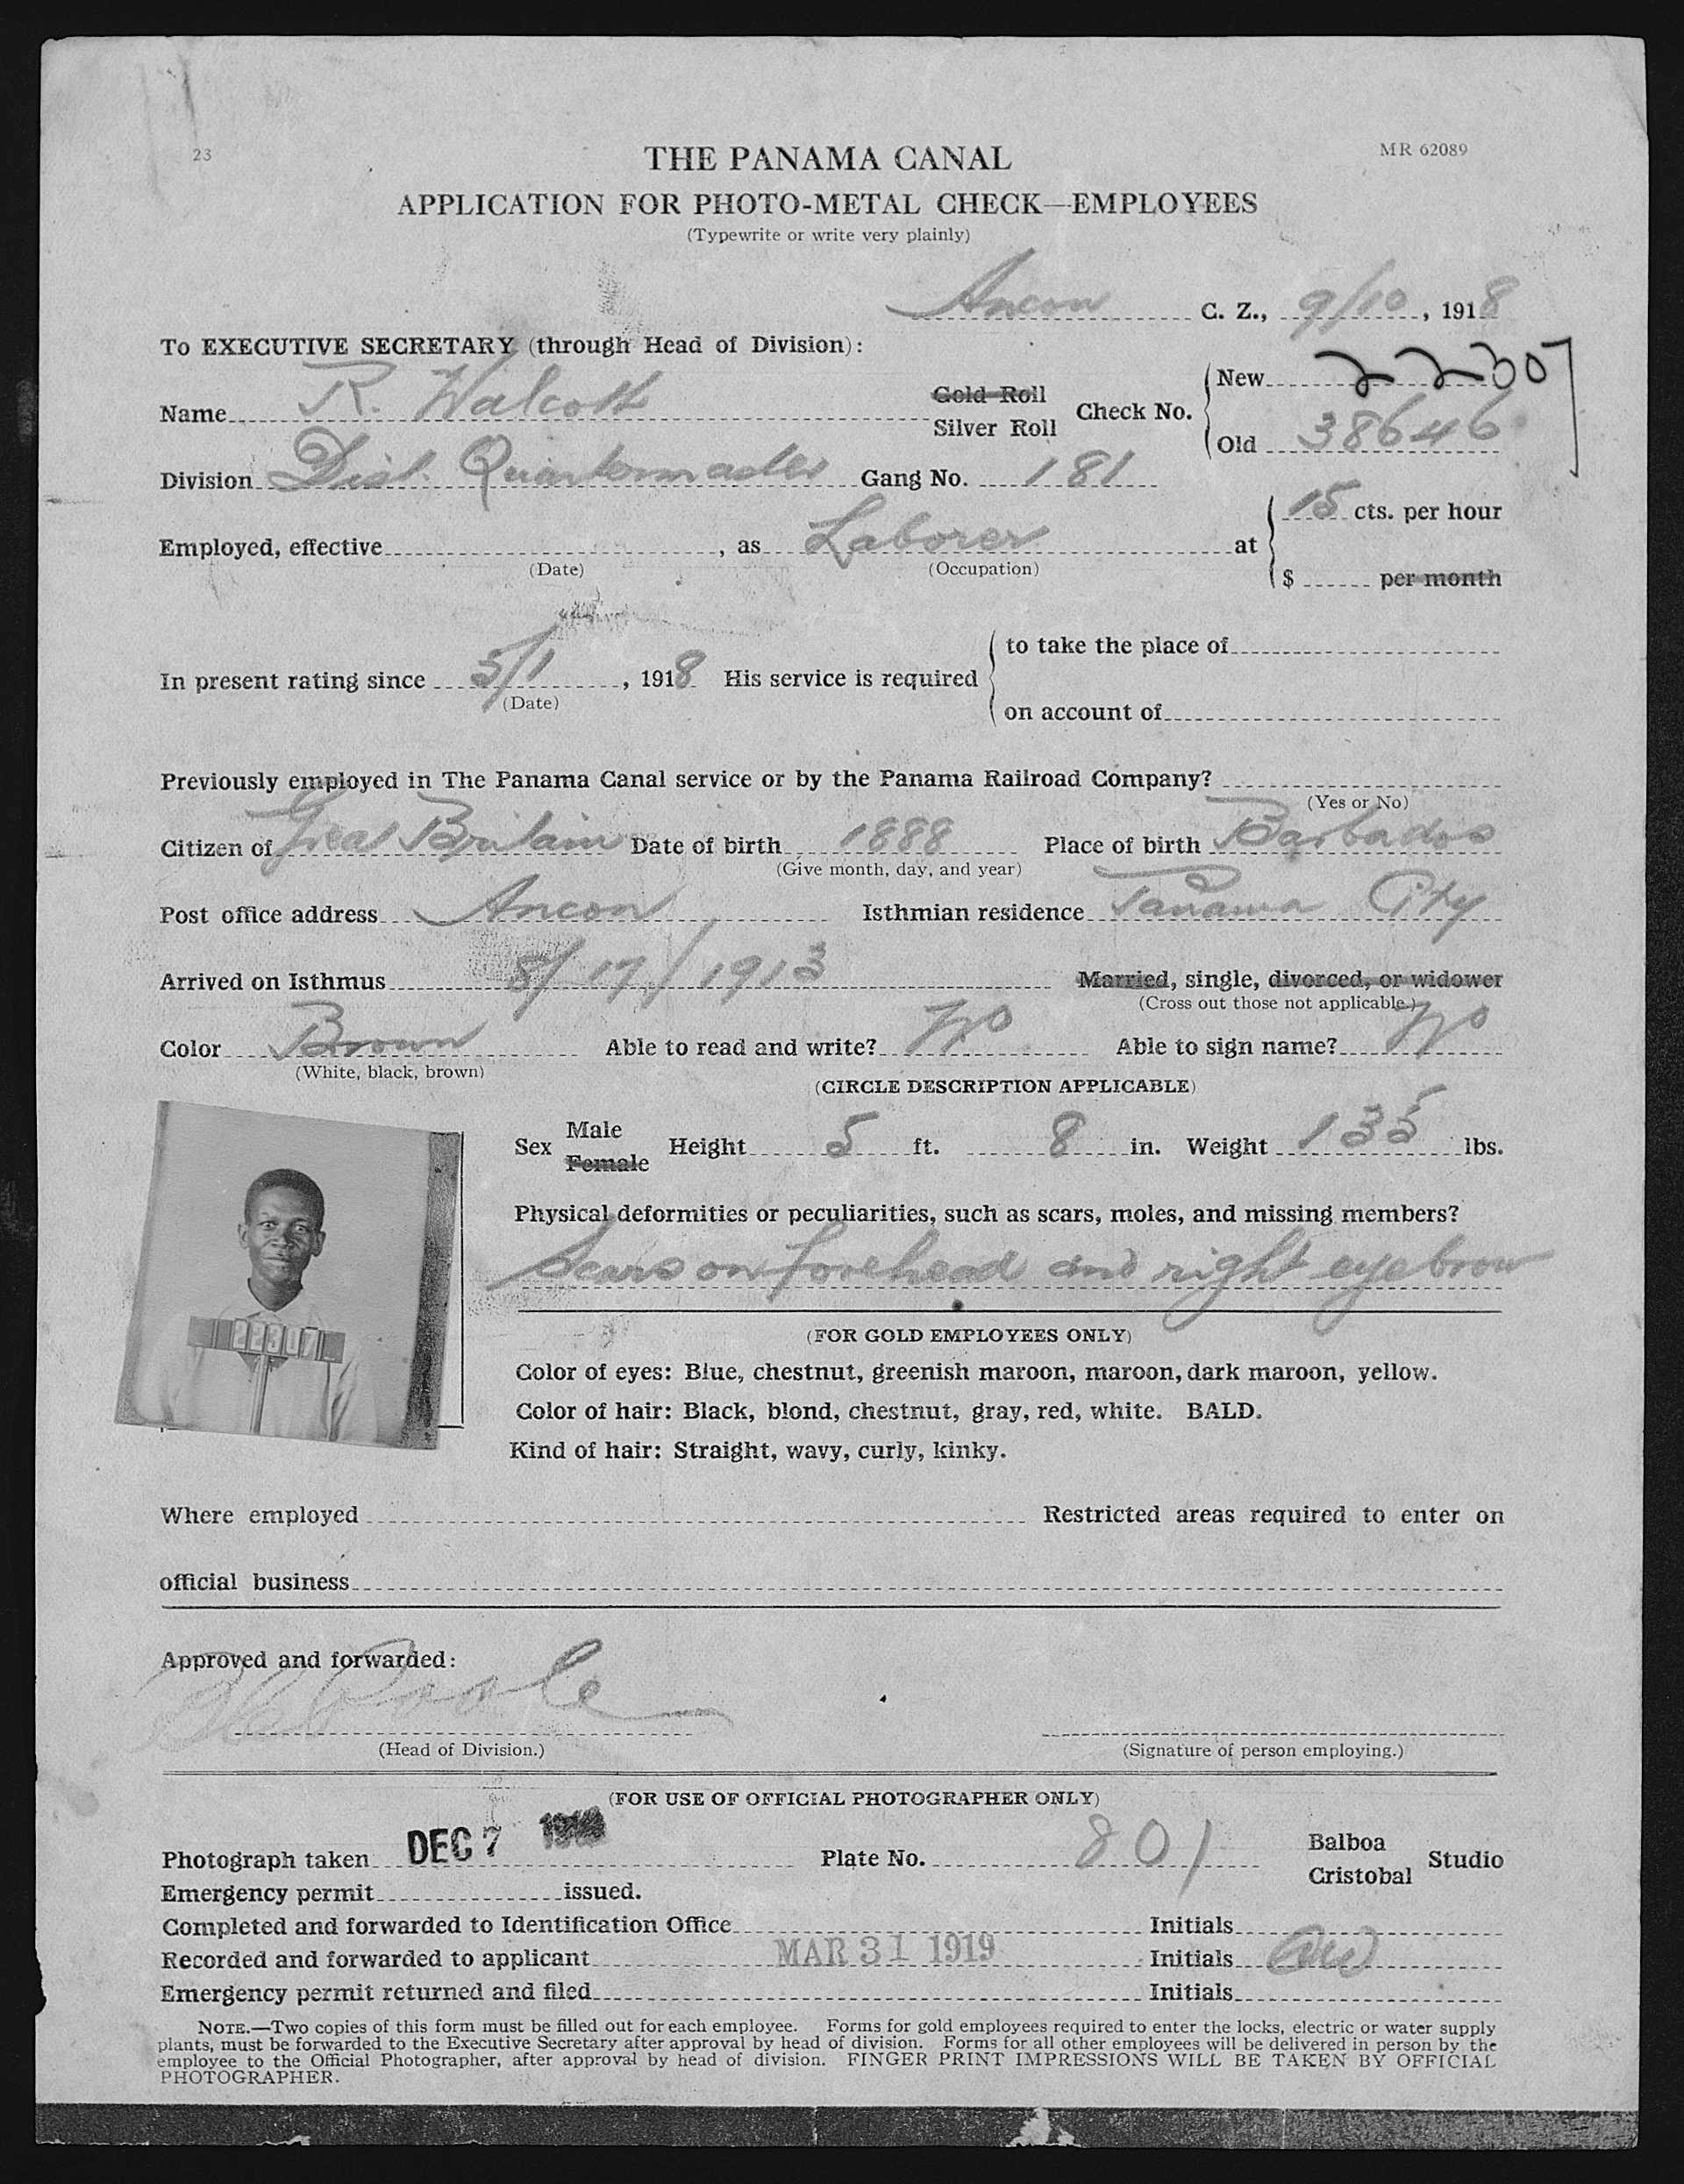 23
MR 62089
THE PANAMA CANAL
APPLICATION FOR PHOTO-METAL CHECK—EMPLOYEES
(Typewrite or write very plainly)
Ancon C. Z., 9/10, 1918
To EXECUTIVE SECRETARY (through Head of Division):
Name R. Walcott Gold Roll Silver Roll Check No. New 22307 Old 38646
Division Dist. Quartermaster Gang No. 181
Employed, effective , as Laborer at 15 cts. per hour
(Date) (Occupation) $ per month
In present rating since 5/1, 1918 His service is required to take the place of
(Date) on account of
Previously employed in The Panama Canal service or by the Panama Railroad Company?
(Yes or No)
Citizen of Great Britain Date of birth 1888 Place of birth Barbados
(Give month, day, and year)
Post office address Ancon Isthmian residence Panama City
Arrived on Isthmus 8/17/1913 Married, single, divorced, or widower
(Cross out those not applicable.)
Color Brown Able to read and write? No Able to sign name? No
(White, black, brown)
(CIRCLE DESCRIPTION APPLICABLE)
Sex Male Female Height 5 ft. 8 in. Weight 135 lbs.
Physical deformities or peculiarities, such as scars, moles, and missing members?
Scars on forehead and right eyebrow
(FOR GOLD EMPLOYEES ONLY)
Color of eyes: Blue, chestnut, greenish maroon, maroon, dark maroon, yellow.
Color of hair: Black, blond, chestnut, gray, red, white. BALD.
Kind of hair: Straight, wavy, curly, kinky.
Where employed Restricted areas required to enter on
official business
Approved and forwarded:
Poole
(Head of Division.) (Signature of person employing.)
(FOR USE OF OFFICIAL PHOTOGRAPHER ONLY)
Photograph taken DEC 7 Plate No. 801 Balboa Cristobal Studio
Emergency permit issued.
Completed and forwarded to Identification Office Initials
Recorded and forwarded to applicant MAR 31 1919 Initials
Emergency permit returned and filed Initials
NOTE.—Two copies of this form must be filled out for each employee. Forms for gold employees required to enter the locks, electric or water supply
plants, must be forwarded to the Executive Secretary after approval by head of division. Forms for all other employees will be delivered in person by the
employee to the Official Photographer, after approval by head of division. FINGER PRINT IMPRESSIONS WILL BE TAKEN BY OFFICIAL
PHOTOGRAPHER.